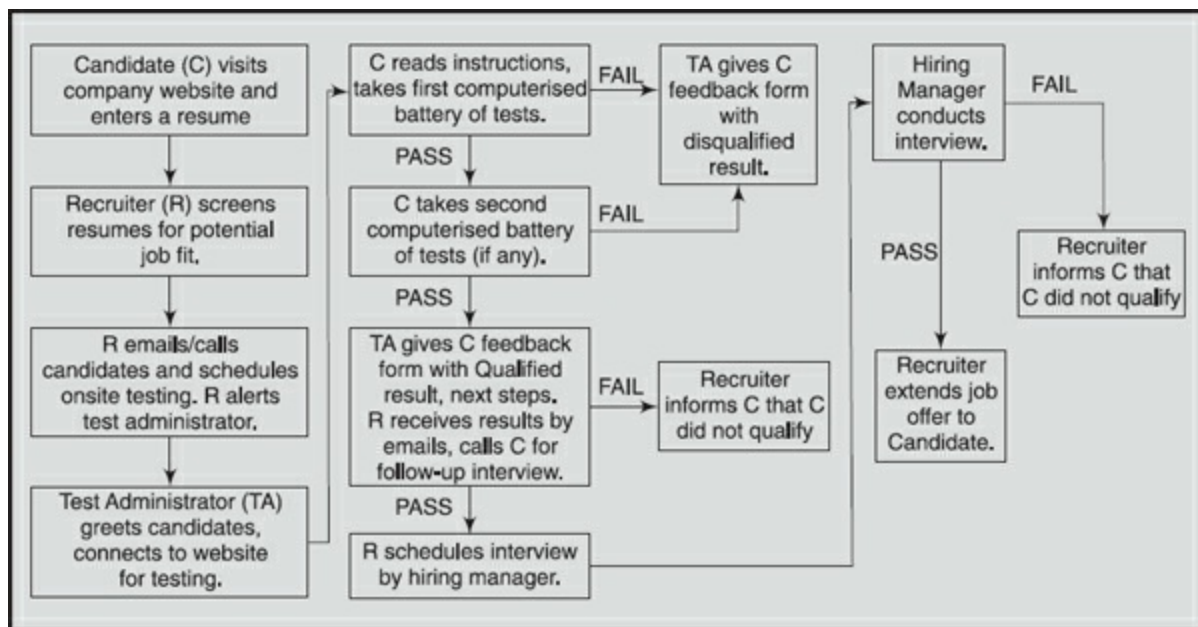 Candidate (C) visits
company website and
enters a resume
Recruiter (R) screens
resumes for potential
job fit.
R emails/calls
candidates and schedules
onsite testing. R alerts
test administrator.
Test Administrator (TA)
greets candidates,
connects to website
for testing.
C reads instructions,
takes first computerised
battery of tests.
FAIL
PASS
C takes second
computerised battery
of tests (if any).
FAIL
PASS
TA gives C feedback
form with Qualified
result, next steps.
R receives results by
emails, calls C for
follow-up interview.
FAIL
PASS
R schedules interview
by hiring manager.
TA gives C
feedback form
with
disqualified
result.
Recruiter
informs C that C
did not qualify
Hiring
Manager
conducts
interview.
FAIL
PASS
Recruiter
informs C that
C did not qualify
Recruiter
extends job
offer to
Candidate.